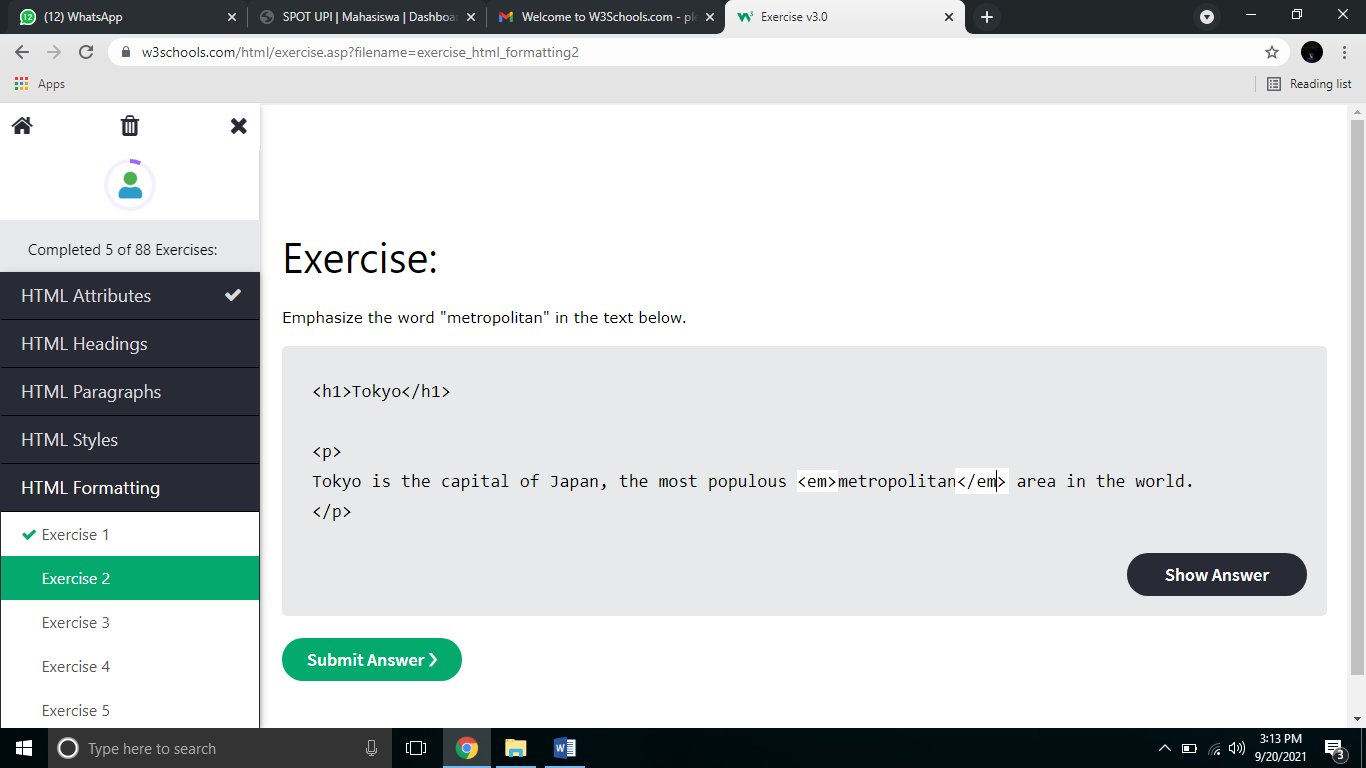 (12) WhatsApp
SPOT UPI | Mahasiswa | Dashboa
Welcome to W3Schools.com - pl
Exercise v3.0
w3schools.com/html/exercise.asp?filename=exercise_html_formatting2
Apps
Reading list
Completed 5 of 88 Exercises:
HTML Attributes
HTML Headings
HTML Paragraphs
HTML Styles
HTML Formatting
Exercise 1
Exercise 2
Exercise 3
Exercise 4
Exercise 5
Exercise:
Emphasize the word "metropolitan" in the text below.
<h1>Tokyo</h1>
<p>
Tokyo is the capital of Japan, the most populous <em>metropolitan</em> area in the world.
</p>
Show Answer
Submit Answer ❯
Type here to search
3:13 PM
9/20/2021
3